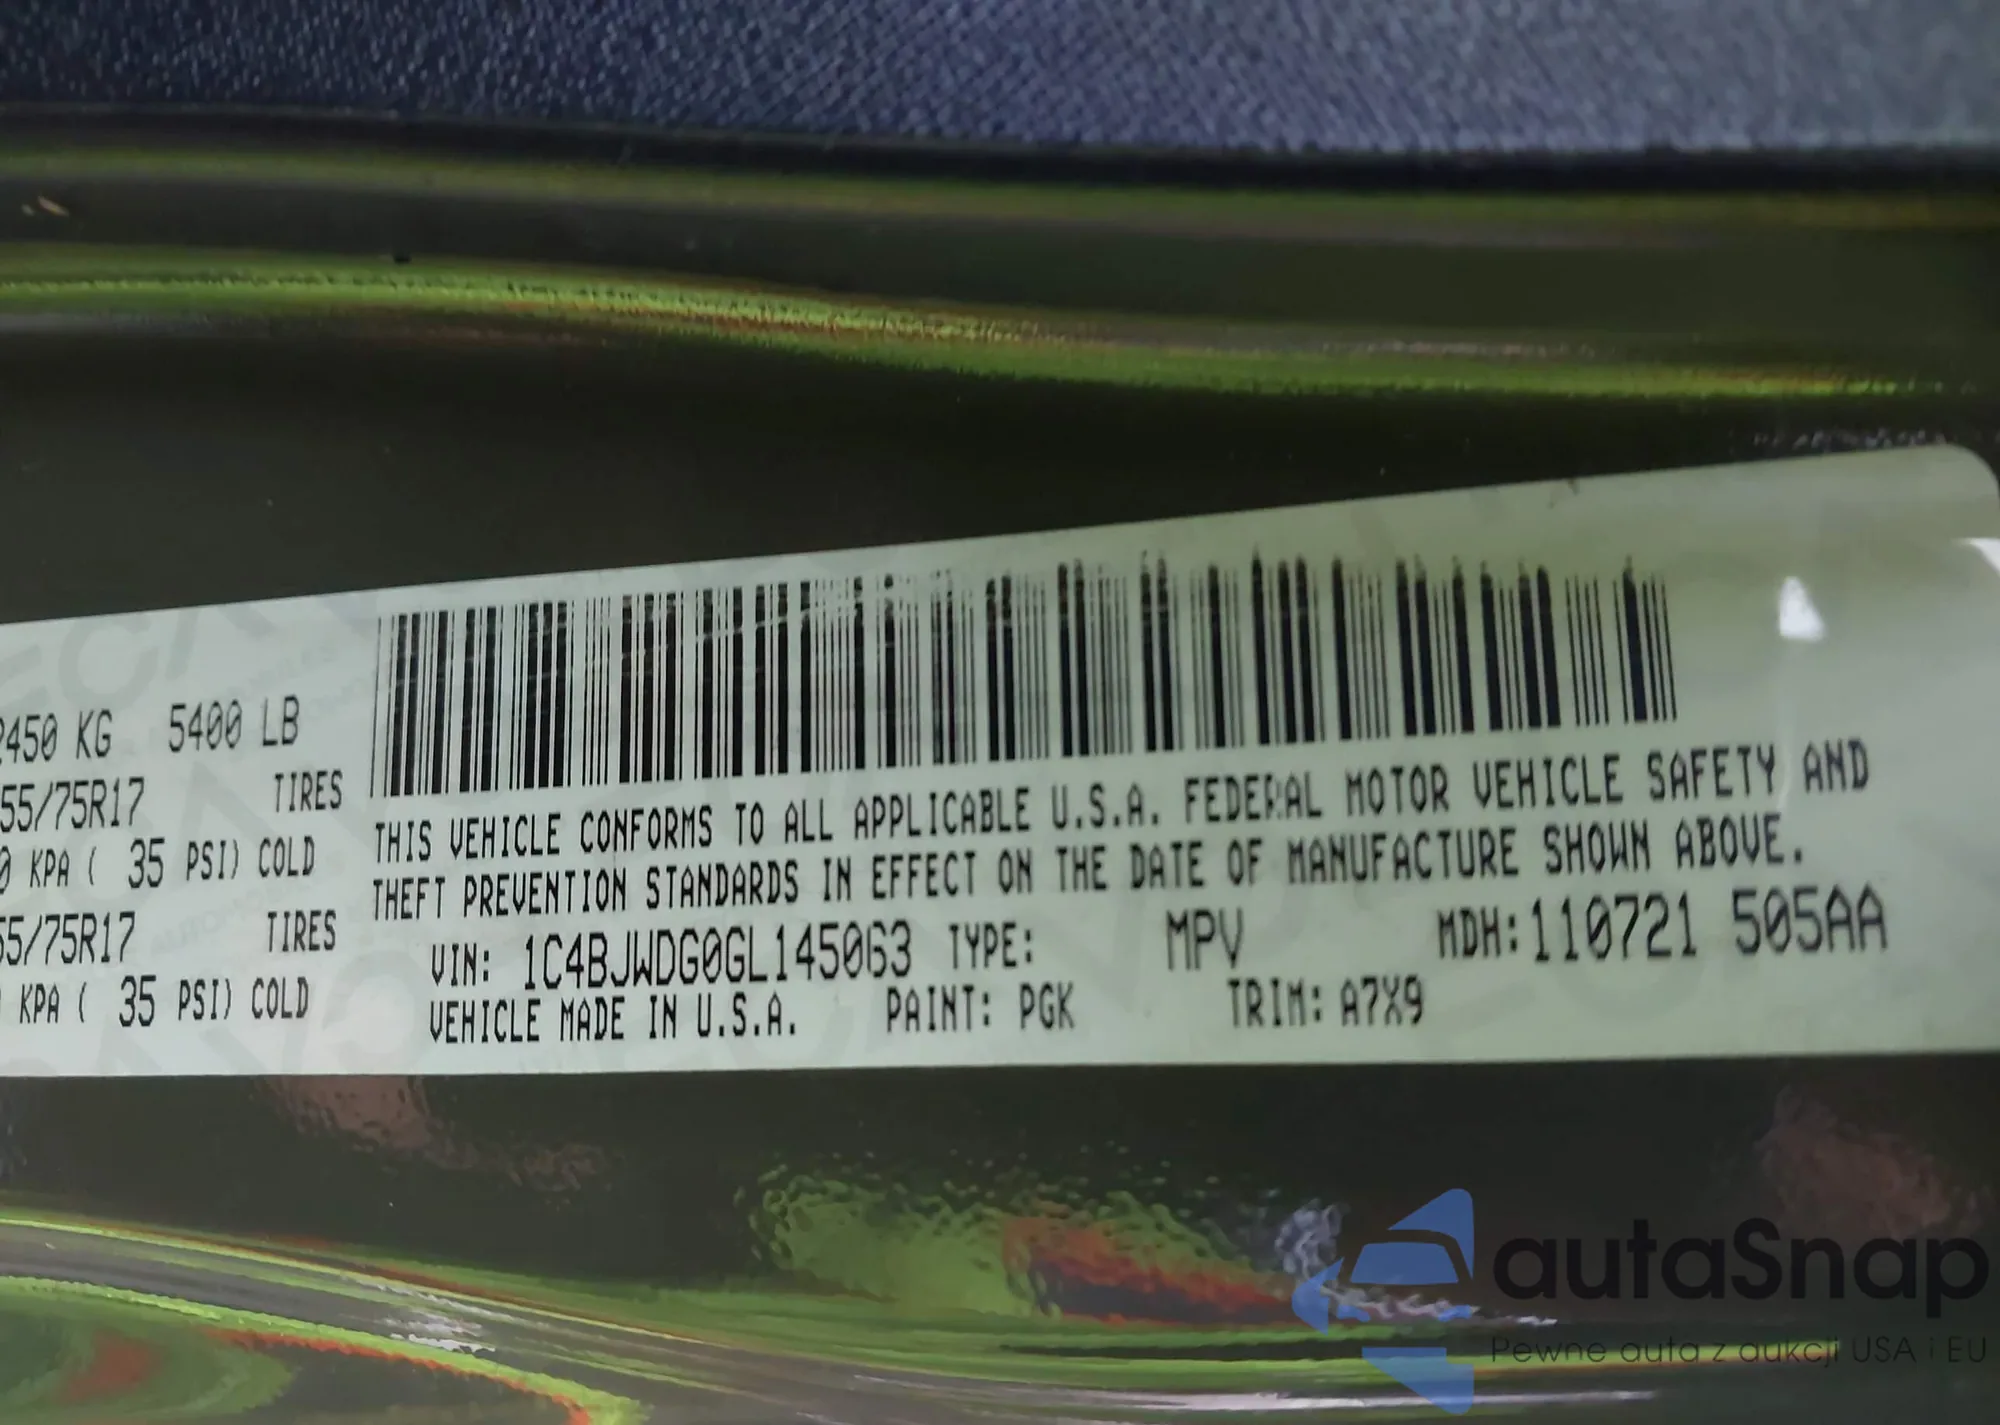 2450 KG 5400 LB
55/75R17 TIRES
0 KPA ( 35 PSI) COLD
55/75R17 TIRES
KPA ( 35 PSI) COLD
THIS VEHICLE CONFORMS TO ALL APPLICABLE U.S.A. FEDERAL MOTOR VEHICLE SAFETY AND
THEFT PREVENTION STANDARDS IN EFFECT ON THE DATE OF MANUFACTURE SHOWN ABOVE.
VIN: 1C4BJWDG0GL145063 TYPE: MPV MDH:110721 505AA
VEHICLE MADE IN U.S.A. PAINT: PGK TRIM: A7X9
autaSnap
Pewne auta z aukcji USA i EU